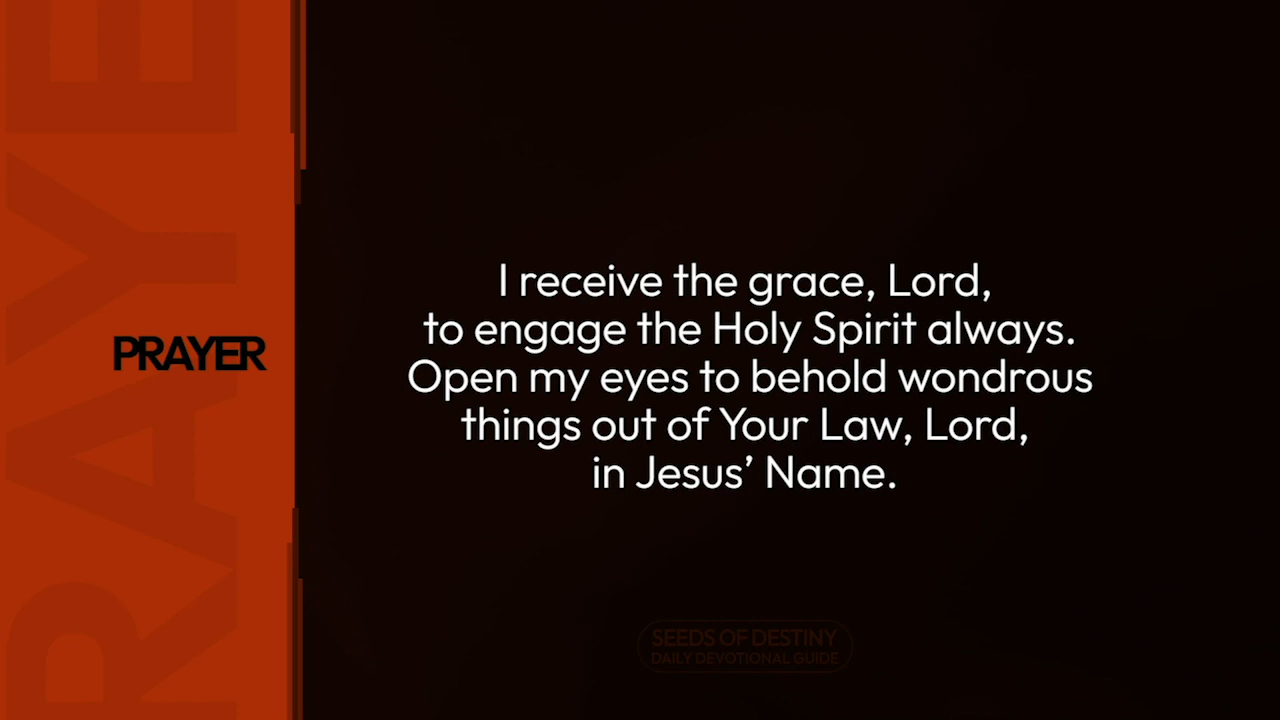 PRAYER
I receive the grace, Lord,
to engage the Holy Spirit always.
Open my eyes to behold wondrous
things out of Your Law, Lord,
in Jesus’ Name.
SEEDS OF DESTINY
DAILY DEVOTIONAL GUIDE
PRAYE